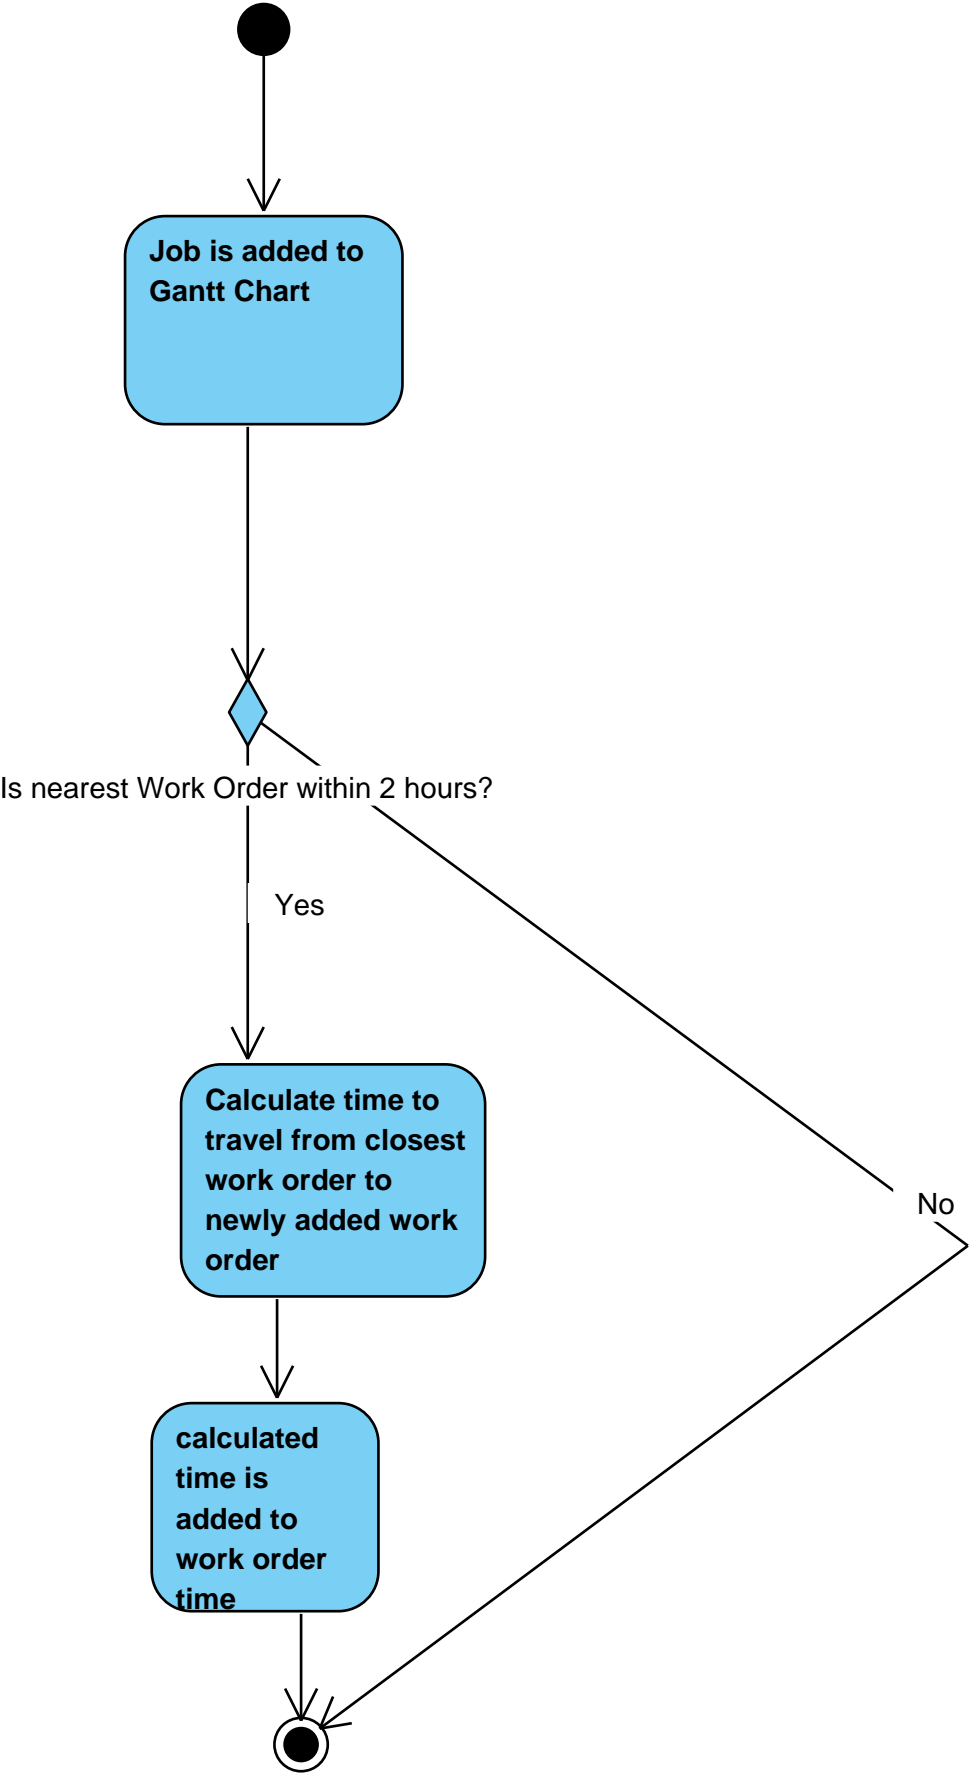 Job is added to
Gantt Chart
Is nearest Work Order within 2 hours?
Yes
Calculate time to
travel from closest
work order to
newly added work
order
No
calculated
time is
added to
work order
time